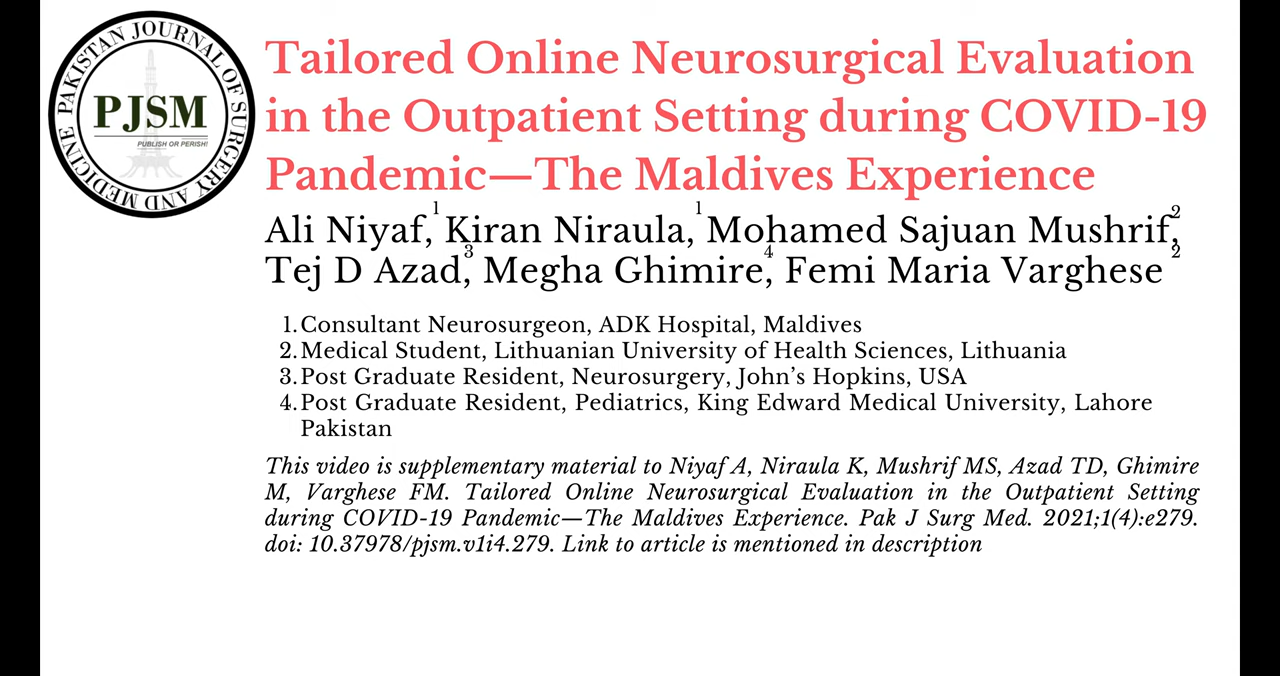 PAKISTAN JOURNAL OF SURGERY AND MEDICINE
PJSM
PUBLISH OR PERISH!
Tailored Online Neurosurgical Evaluation
in the Outpatient Setting during COVID-19
Pandemic—The Maldives Experience
Ali Niyaf,¹ Kiran Niraula,¹ Mohamed Sajuan Mushrif,²
Tej D Azad,³ Megha Ghimire,⁴ Femi Maria Varghese²
1. Consultant Neurosurgeon, ADK Hospital, Maldives
2. Medical Student, Lithuanian University of Health Sciences, Lithuania
3. Post Graduate Resident, Neurosurgery, John's Hopkins, USA
4. Post Graduate Resident, Pediatrics, King Edward Medical University, Lahore
Pakistan
This video is supplementary material to Niyaf A, Niraula K, Mushrif MS, Azad TD, Ghimire
M, Varghese FM. Tailored Online Neurosurgical Evaluation in the Outpatient Setting
during COVID-19 Pandemic—The Maldives Experience. Pak J Surg Med. 2021;1(4):e279.
doi: 10.37978/pjsm.v1i4.279. Link to article is mentioned in description